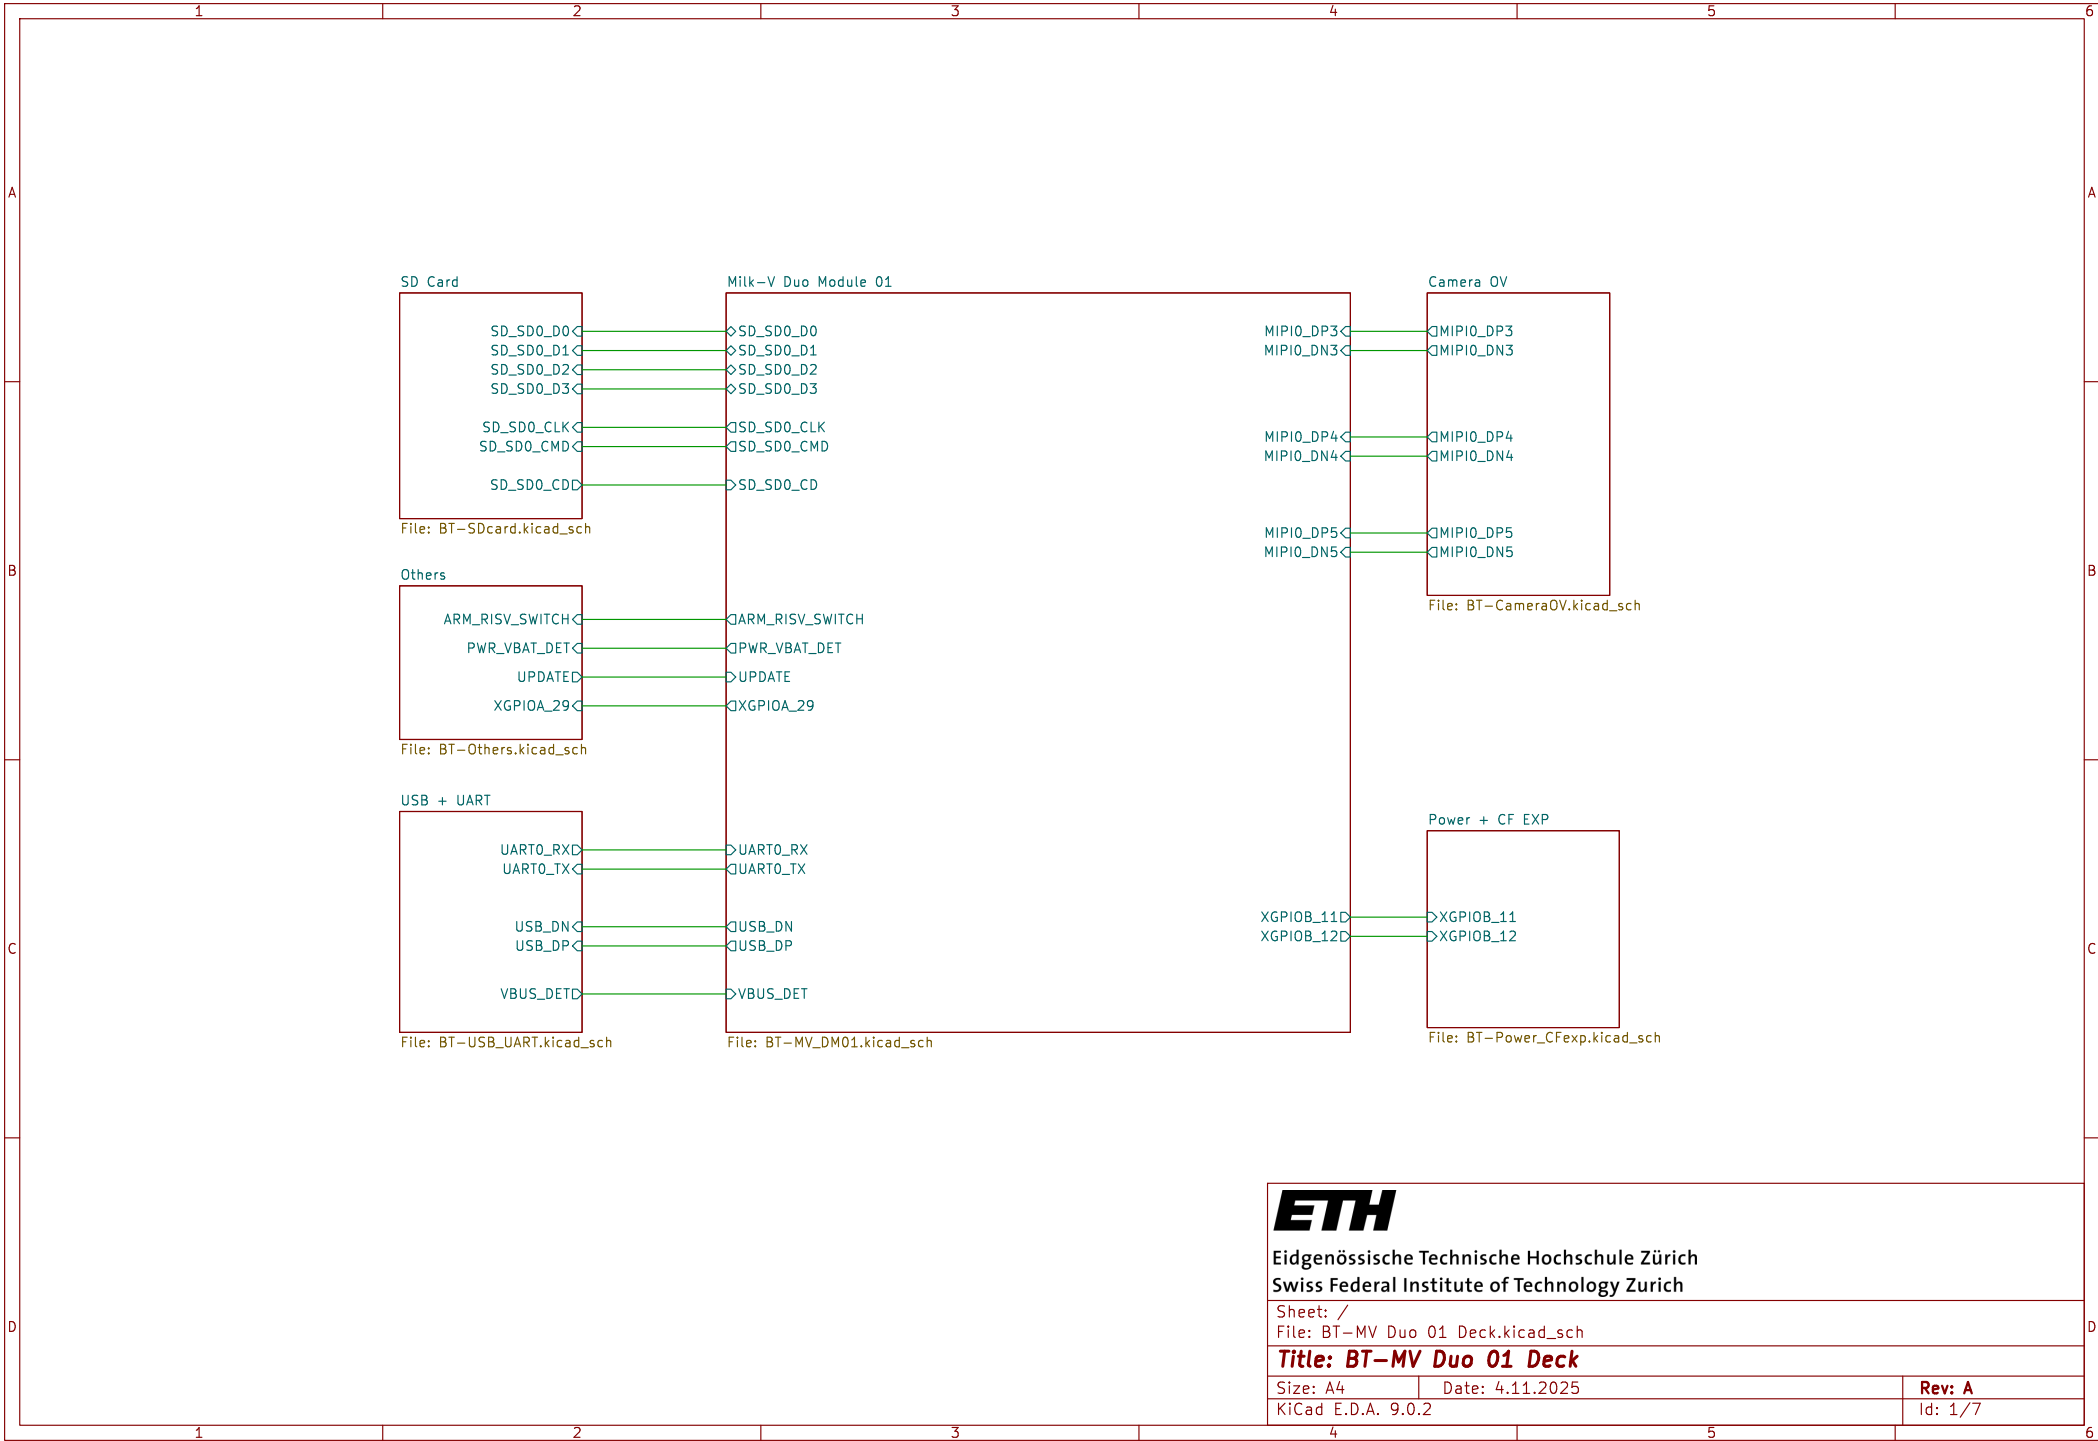 1 2 3 4 5 6
A A
SD Card
SD_SD0_D0
SD_SD0_D1
SD_SD0_D2
SD_SD0_D3
SD_SD0_CLK
SD_SD0_CMD
SD_SD0_CD
File: BT-SDcard.kicad_sch
Others
ARM_RISV_SWITCH
PWR_VBAT_DET
UPDATE
XGPIOA_29
File: BT-Others.kicad_sch
USB + UART
UART0_RX
UART0_TX
USB_DN
USB_DP
VBUS_DET
File: BT-USB_UART.kicad_sch
Milk-V Duo Module 01
SD_SD0_D0
SD_SD0_D1
SD_SD0_D2
SD_SD0_D3
SD_SD0_CLK
SD_SD0_CMD
SD_SD0_CD
ARM_RISV_SWITCH
PWR_VBAT_DET
UPDATE
XGPIOA_29
UART0_RX
UART0_TX
USB_DN
USB_DP
VBUS_DET
MIPI0_DP3
MIPI0_DN3
MIPI0_DP4
MIPI0_DN4
MIPI0_DP5
MIPI0_DN5
XGPIOB_11
XGPIOB_12
File: BT-MV_DM01.kicad_sch
Camera OV
MIPI0_DP3
MIPI0_DN3
MIPI0_DP4
MIPI0_DN4
MIPI0_DP5
MIPI0_DN5
File: BT-CameraOV.kicad_sch
Power + CF EXP
XGPIOB_11
XGPIOB_12
File: BT-Power_CFexp.kicad_sch
B B
C C
D D
ETH
Eidgenössische Technische Hochschule Zürich
Swiss Federal Institute of Technology Zurich
Sheet: /
File: BT-MV Duo 01 Deck.kicad_sch
Title: BT-MV Duo 01 Deck
Size: A4 Date: 4.11.2025 Rev: A
KiCad E.D.A. 9.0.2 Id: 1/7
1 2 3 4 5 6